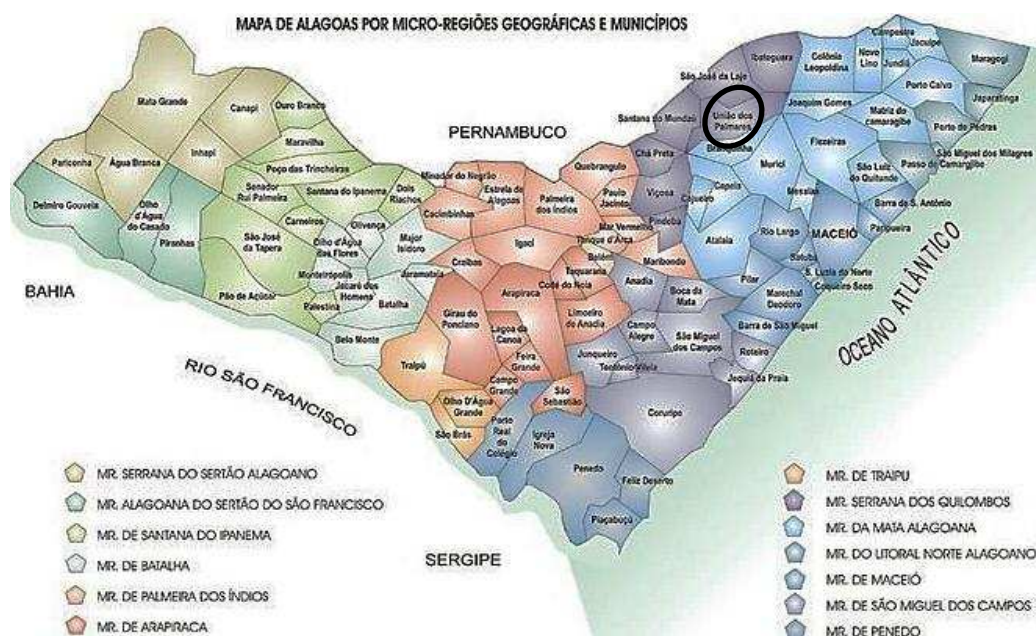 MAPA DE ALAGOAS POR MICRO-REGIÕES GEOGRÁFICAS E MUNICÍPIOS
Campestre
Jacuípe
Ibateguara
Colônia
Leopoldina
Novo
Lino
Jundiá
Maragogi
São José da Laje
Porto Calvo
Mata Grande
Canapi
Ouro Branco
União dos
Palmares
Joaquim Gomes
Japaratinga
Santana do Mundaú
Matriz de
camaragibe
Porto de Pedras
PERNAMBUCO
Maravilha
Branquinha
Flexeiras
São Miguel dos Milagres
Pariconha
Água Branca
Inhapi
Poço das Trincheiras
Chã Preta
Murici
São Luiz
do Quitunde
Passo de
Camargibe
Quebrangulo
Minador do Negrão
Estrela de
Alagoas
Senador
Rui Palmeira
Santana do Ipanema
Dois
Riachos
Viçosa
Capela
Cajueiro
Messias
Delmiro Gouveia
Olho
d'Água
do Casado
Piranhas
Cacimbinhas
Palmeira
dos Índios
Paulo
Jacinto
Barra de S. Antônio
Carneiros
Olivença
Pindoba
Paripueira
São José
da Tapera
Olho d'Água
das Flores
Major
Isidoro
Igaci
Mar Vermelho
Tanque d'Arca
Atalaia
Rio Largo
MACEIÓ
Belém
Maribondo
Satuba
Monteirópolis
Jaramataia
Craíbas
Taquarana
S. Luzia do Norte
Coqueiro Seco
BAHIA
Pão de Açúcar
Jacaré dos
Homens
Palestina
Batalha
Arapiraca
Coité do Nóia
Anadia
Boca da
Mata
Pilar
Marechal
Deodoro
OCEANO ATLÂNTICO
Girau do
Ponciano
Limoeiro
de Anadia
Lagoa da
Canoa
Campo
Alegre
São Miguel
dos Campos
Barra de São Miguel
Belo Monte
Roteiro
Traipú
Feira
Grande
Junqueiro
Teotônio Vilela
Jequiá da Praia
Campo
Grande
RIO SÃO FRANCISCO
Olho D'Água
Grande
São
Sebastião
Coruripe
São Brás
Porto
Real do
Colégio
Igreja
Nova
Penedo
Feliz Deserto
Piaçabuçú
SERGIPE
MR. SERRANA DO SERTÃO ALAGOANO
MR. ALAGOANA DO SERTÃO DO SÃO FRANCISCO
MR. DE SANTANA DO IPANEMA
MR. DE BATALHA
MR. DE PALMEIRA DOS ÍNDIOS
MR. DE ARAPIRACA
MR. DE TRAIPU
MR. SERRANA DOS QUILOMBOS
MR. DA MATA ALAGOANA
MR. DO LITORAL NORTE ALAGOANO
MR. DE MACEIÓ
MR. DE SÃO MIGUEL DOS CAMPOS
MR. DE PENEDO